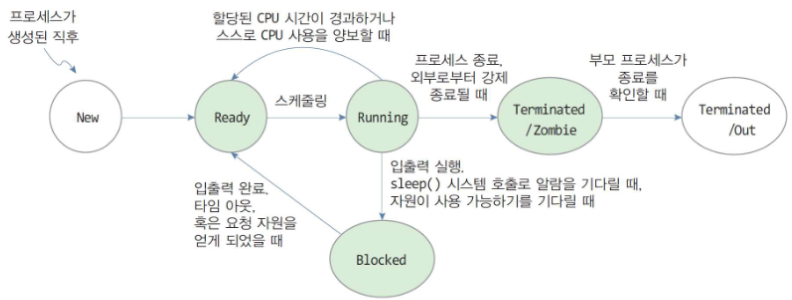 프로세스가
생성된 직후
할당된 CPU 시간이 경과하거나
스스로 CPU 사용을 양보할 때
프로세스 종료,
외부로부터 강제
종료될 때
부모 프로세스가
종료를
확인할 때
New
Ready
스케줄링
Running
Terminated
/Zombie
Terminated
/Out
입출력 완료,
타임 아웃,
혹은 요청 자원을
얻게 되었을 때
입출력 실행,
sleep() 시스템 호출로 알람을 기다릴 때,
자원이 사용 가능하기를 기다릴 때
Blocked